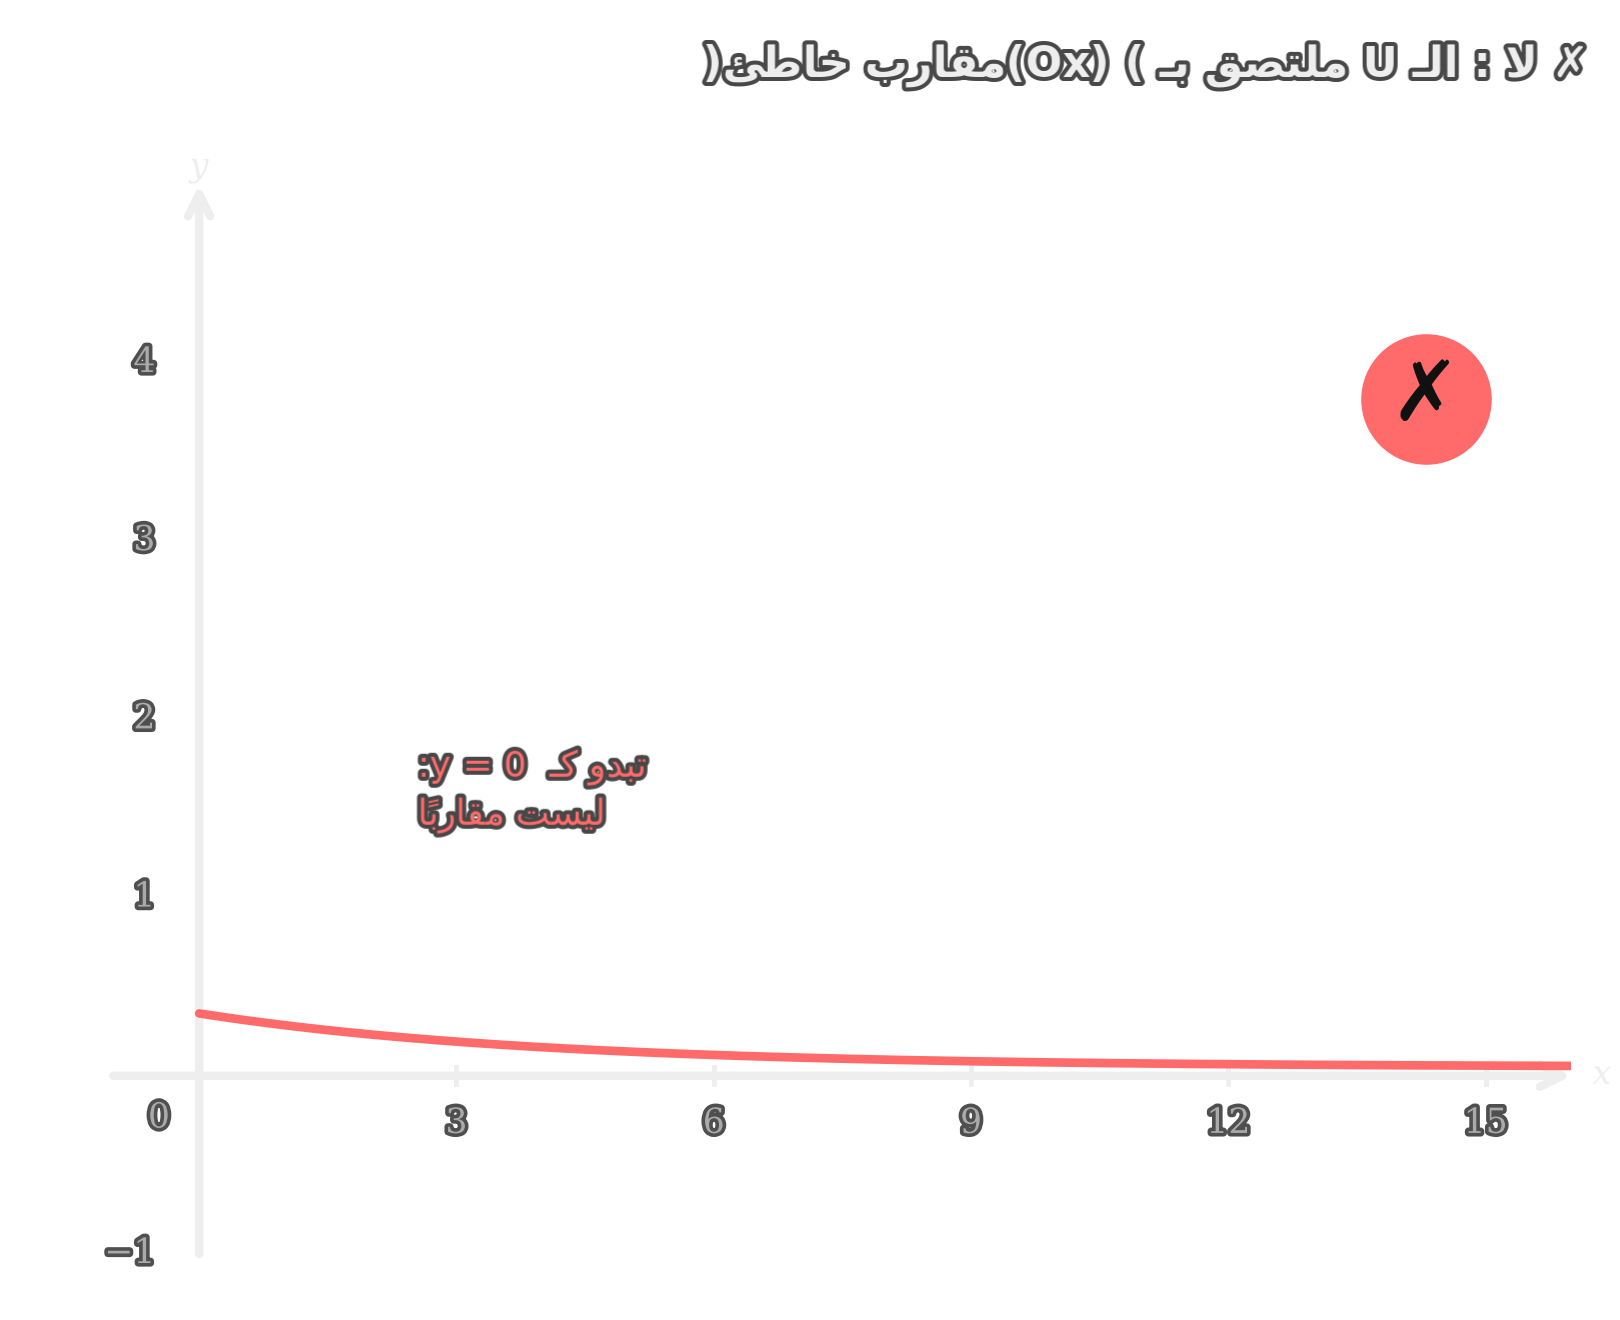 ✗ لا : الـ U ملتصق بـ ( (Ox)مقارب خاطئ)
y
4
3
2
تبدو كـ y = 0:
ليست مقاربًا
1
x
0 3 6 9 12 15
−1
✗